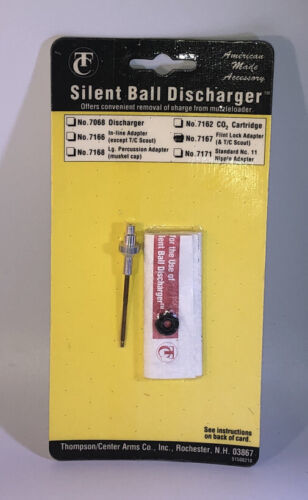 TC
American
Made
Accessory
Silent Ball Discharger™
Offers convenient removal of charge from muzzleloader.
No.7068 Discharger
No.7162 CO2 Cartridge
No.7166 In-line Adapter
(except T/C Scout)
No.7167 Flint Lock Adapter
(& T/C Scout)
No.7168 Lg. Percussion Adapter
(musket cap)
No.7171 Standard No. 11
Nipple Adapter
for the Use of
Silent Ball Discharger™
TC
See instructions
on back of card.
Thompson/Center Arms Co., Inc., Rochester, N.H. 03867